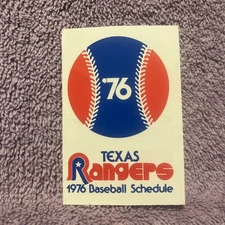 '76
TEXAS
Rangers
1976 Baseball Schedule